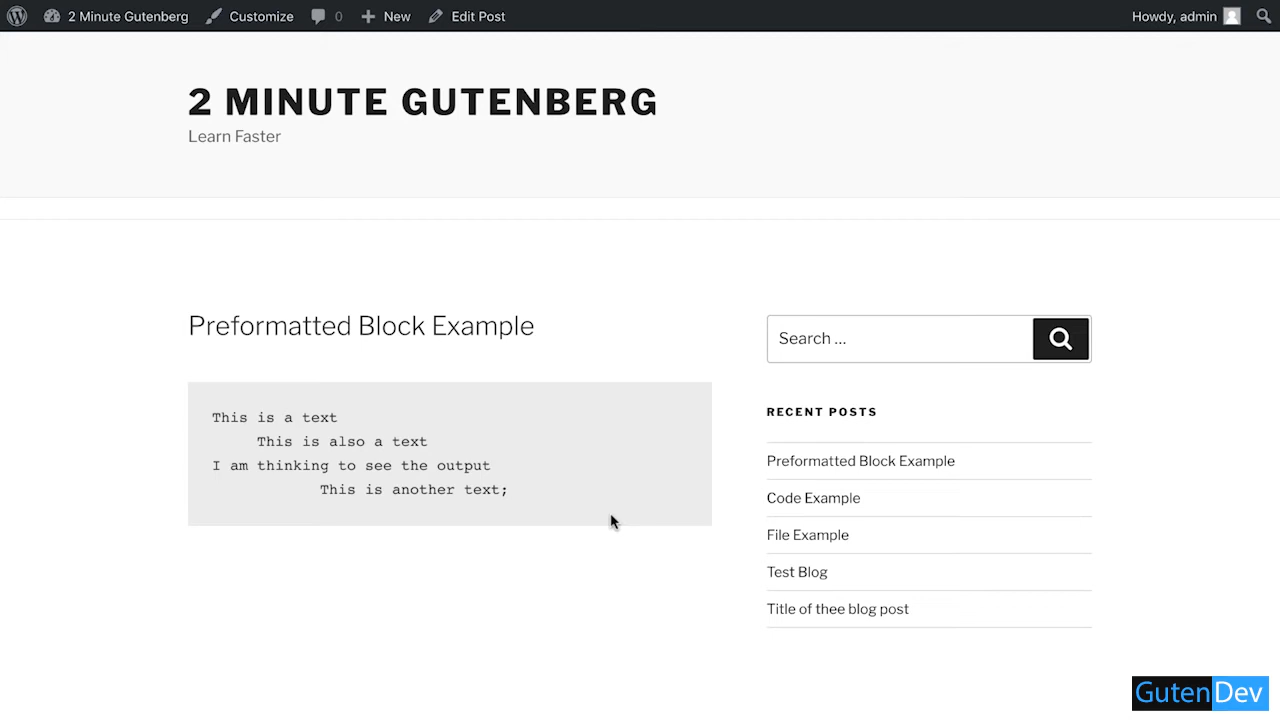 2 Minute Gutenberg Customize 0 New Edit Post Howdy, admin
2 MINUTE GUTENBERG
Learn Faster
Preformatted Block Example
This is a text
     This is also a text
I am thinking to see the output
            This is another text;
Search …
RECENT POSTS
Preformatted Block Example
Code Example
File Example
Test Blog
Title of thee blog post
GutenDev